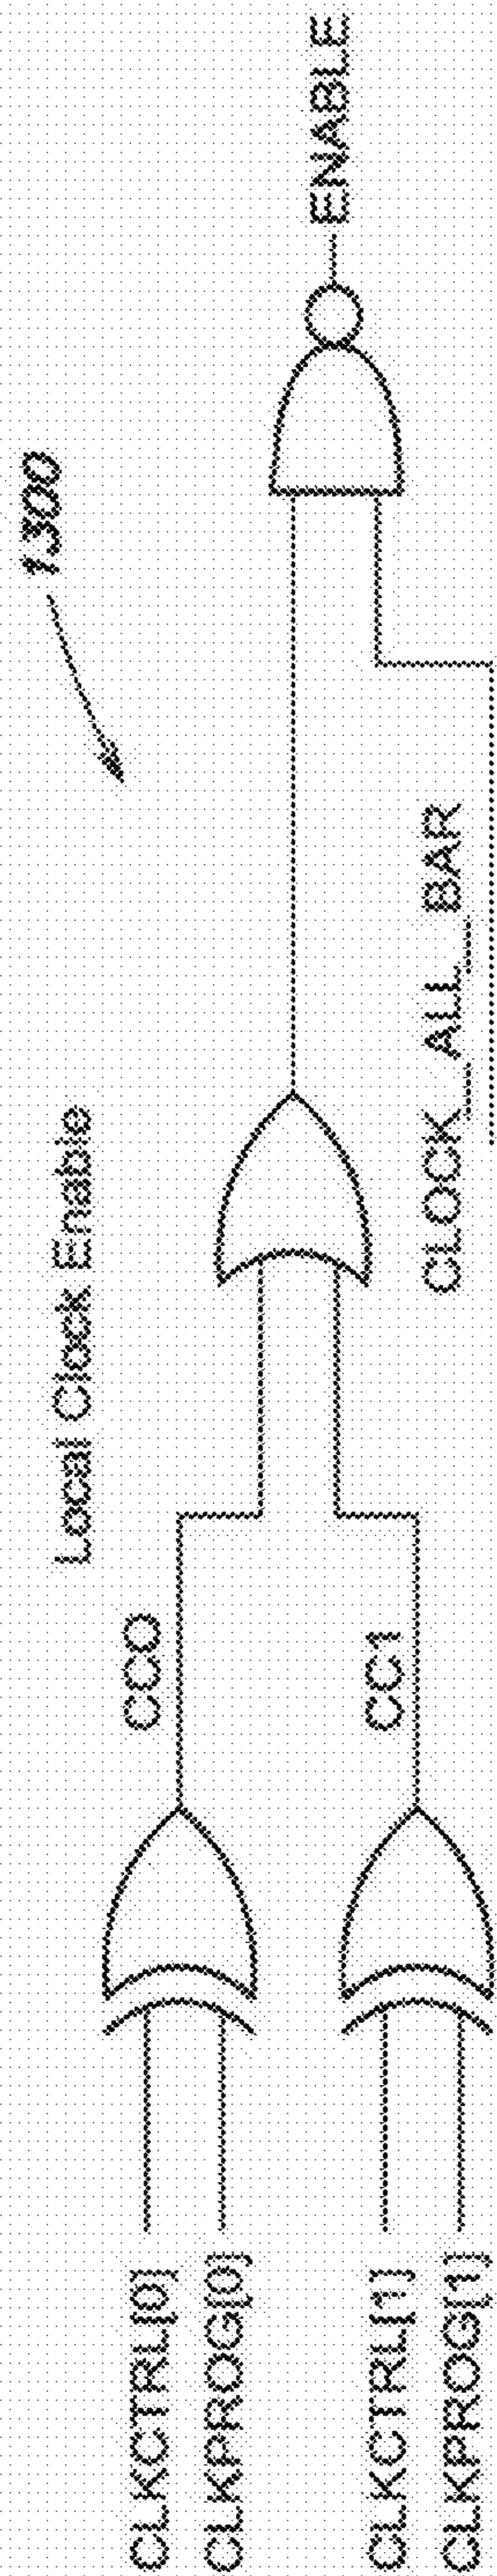 1300
Local Clock Enable
CLKCTRL[0]
CLKPROG[0]
CC0
CLKCTRL[1]
CLKPROG[1]
CC1
CLOCK_ALL_BAR
ENABLE